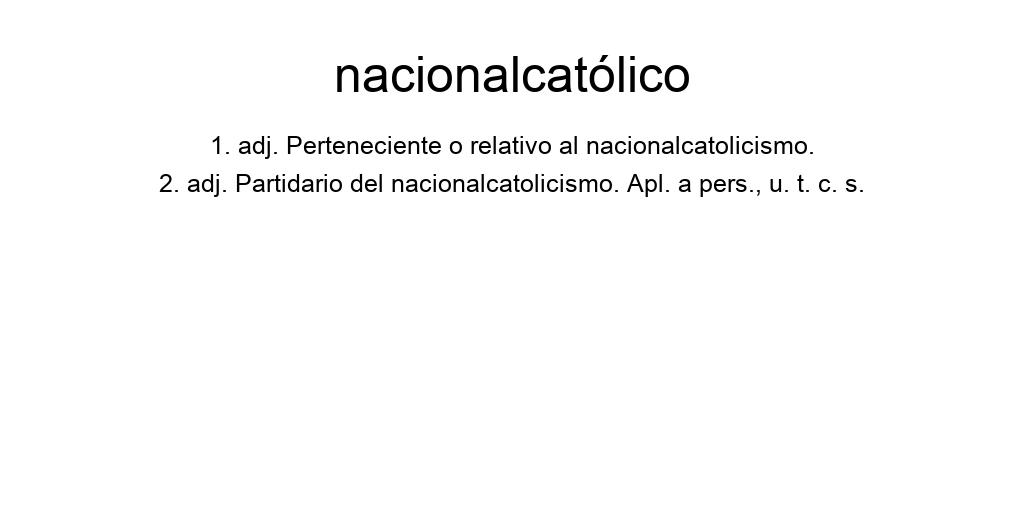 nacionalcatólico
1. adj. Perteneciente o relativo al nacionalcatolicismo.
2. adj. Partidario del nacionalcatolicismo. Apl. a pers., u. t. c. s.